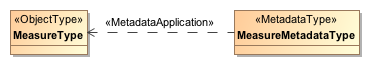 «ObjectType»
MeasureType
«MetadataApplication»
«MetadataType»
MeasureMetadataType